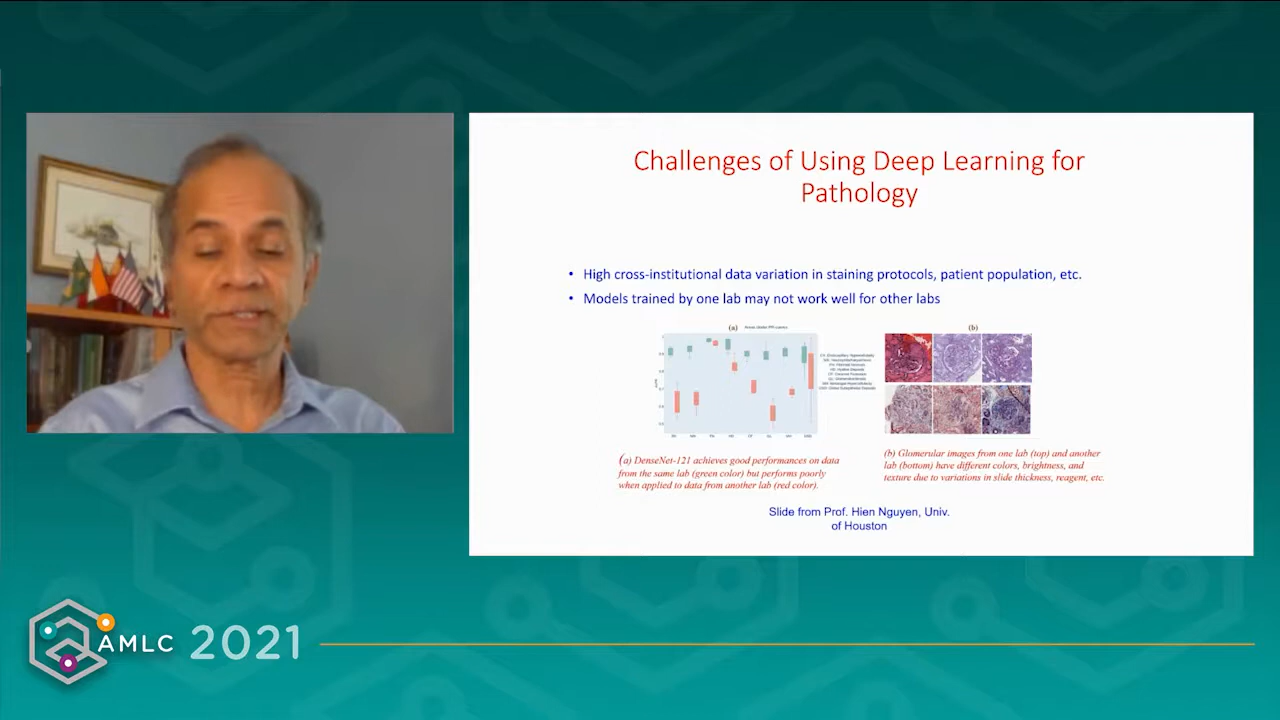 Challenges of Using Deep Learning for
Pathology
• High cross-institutional data variation in staining protocols, patient population, etc.
• Models trained by one lab may not work well for other labs
(a)
(b)
(a) DenseNet-121 achieves good performances on data
from the same lab (green color) but performs poorly
when applied to data from another lab (red color).
(b) Glomerular images from one lab (top) and another
lab (bottom) have different colors, brightness, and
texture due to variations in slide thickness, reagent, etc.
Slide from Prof. Hien Nguyen, Univ.
of Houston
AMLC 2021